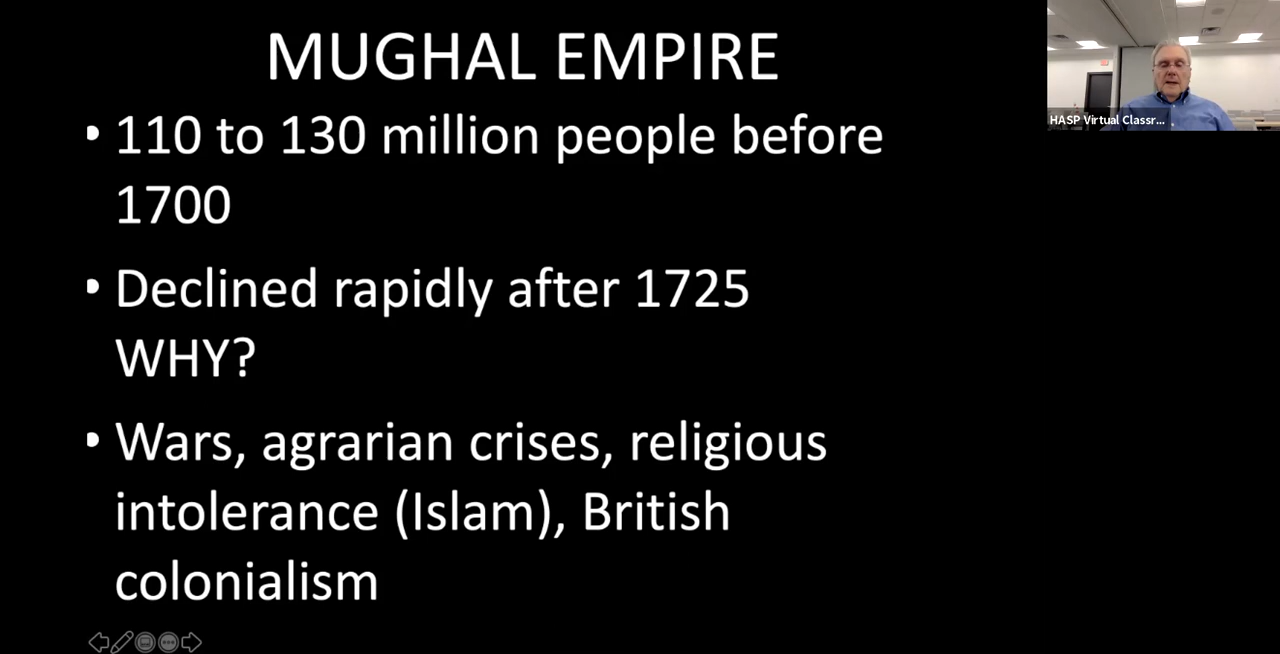 MUGHAL EMPIRE
• 110 to 130 million people before
1700
• Declined rapidly after 1725
WHY?
• Wars, agrarian crises, religious
intolerance (Islam), British
colonialism
HASP Virtual Classr...